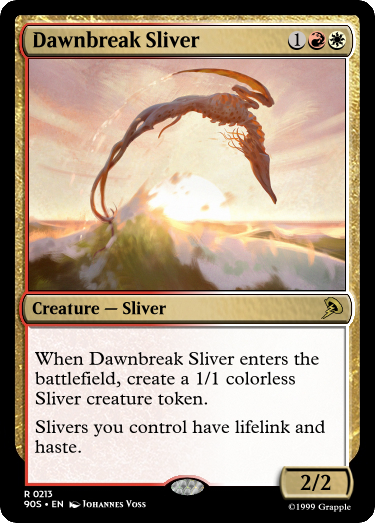 Dawnbreak Sliver 1
Creature — Sliver
When Dawnbreak Sliver enters the
battlefield, create a 1/1 colorless
Sliver creature token.
Slivers you control have lifelink and
haste.
2/2
R 0213
90S • EN Johannes Voss
©1999 Grapple